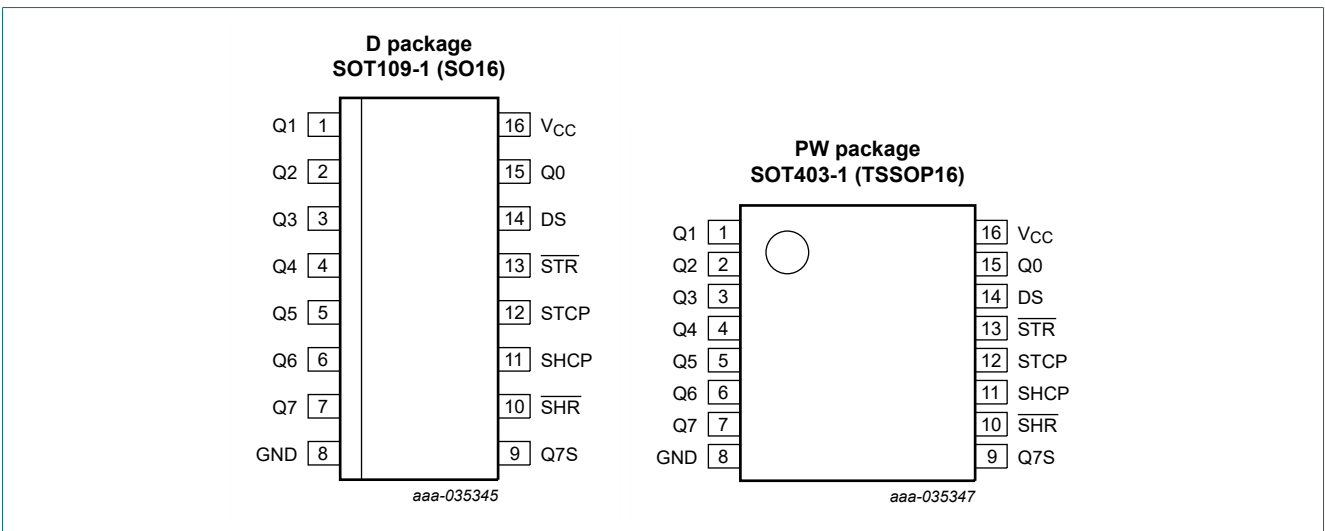 D package
SOT109-1 (SO16)
Q1 1
16 VCC
Q2 2
15 Q0
Q3 3
14 DS
Q4 4
13 STR
Q5 5
12 STCP
Q6 6
11 SHCP
Q7 7
10 SHR
GND 8
9 Q7S
aaa-035345
PW package
SOT403-1 (TSSOP16)
Q1 1
16 VCC
Q2 2
15 Q0
Q3 3
14 DS
Q4 4
13 STR
Q5 5
12 STCP
Q6 6
11 SHCP
Q7 7
10 SHR
GND 8
9 Q7S
aaa-035347